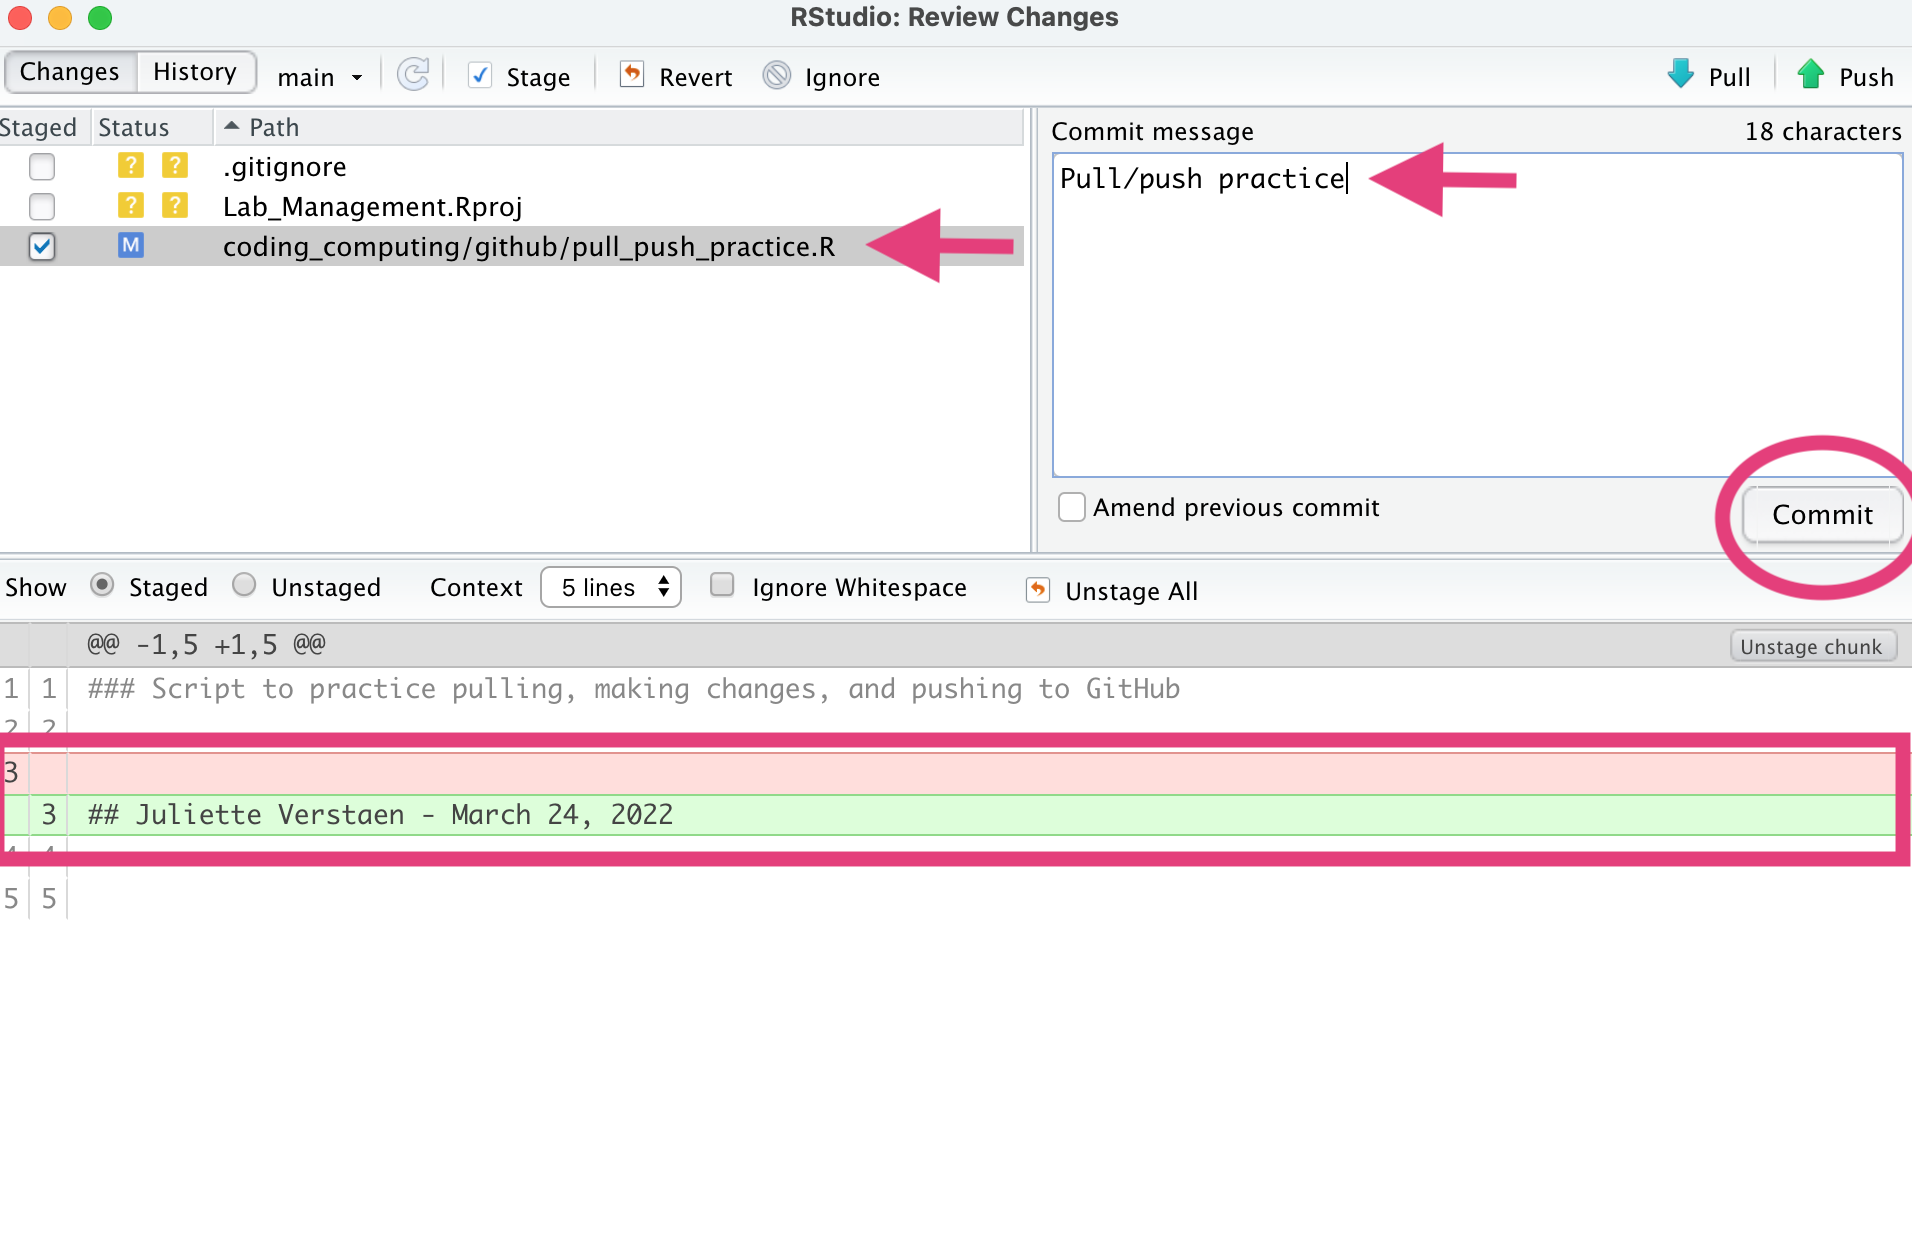 RStudio: Review Changes
Changes History main Stage Revert Ignore Pull Push
Staged Status Path
? ? .gitignore
? ? Lab_Management.Rproj
M coding_computing/github/pull_push_practice.R
Commit message 18 characters
Pull/push practice
Amend previous commit
Commit
Show Staged Unstaged Context 5 lines Ignore Whitespace Unstage All
@@ -1,5 +1,5 @@ Unstage chunk
1 1 ### Script to practice pulling, making changes, and pushing to GitHub
2 2
3
3 ## Juliette Verstaen - March 24, 2022
4 4
5 5